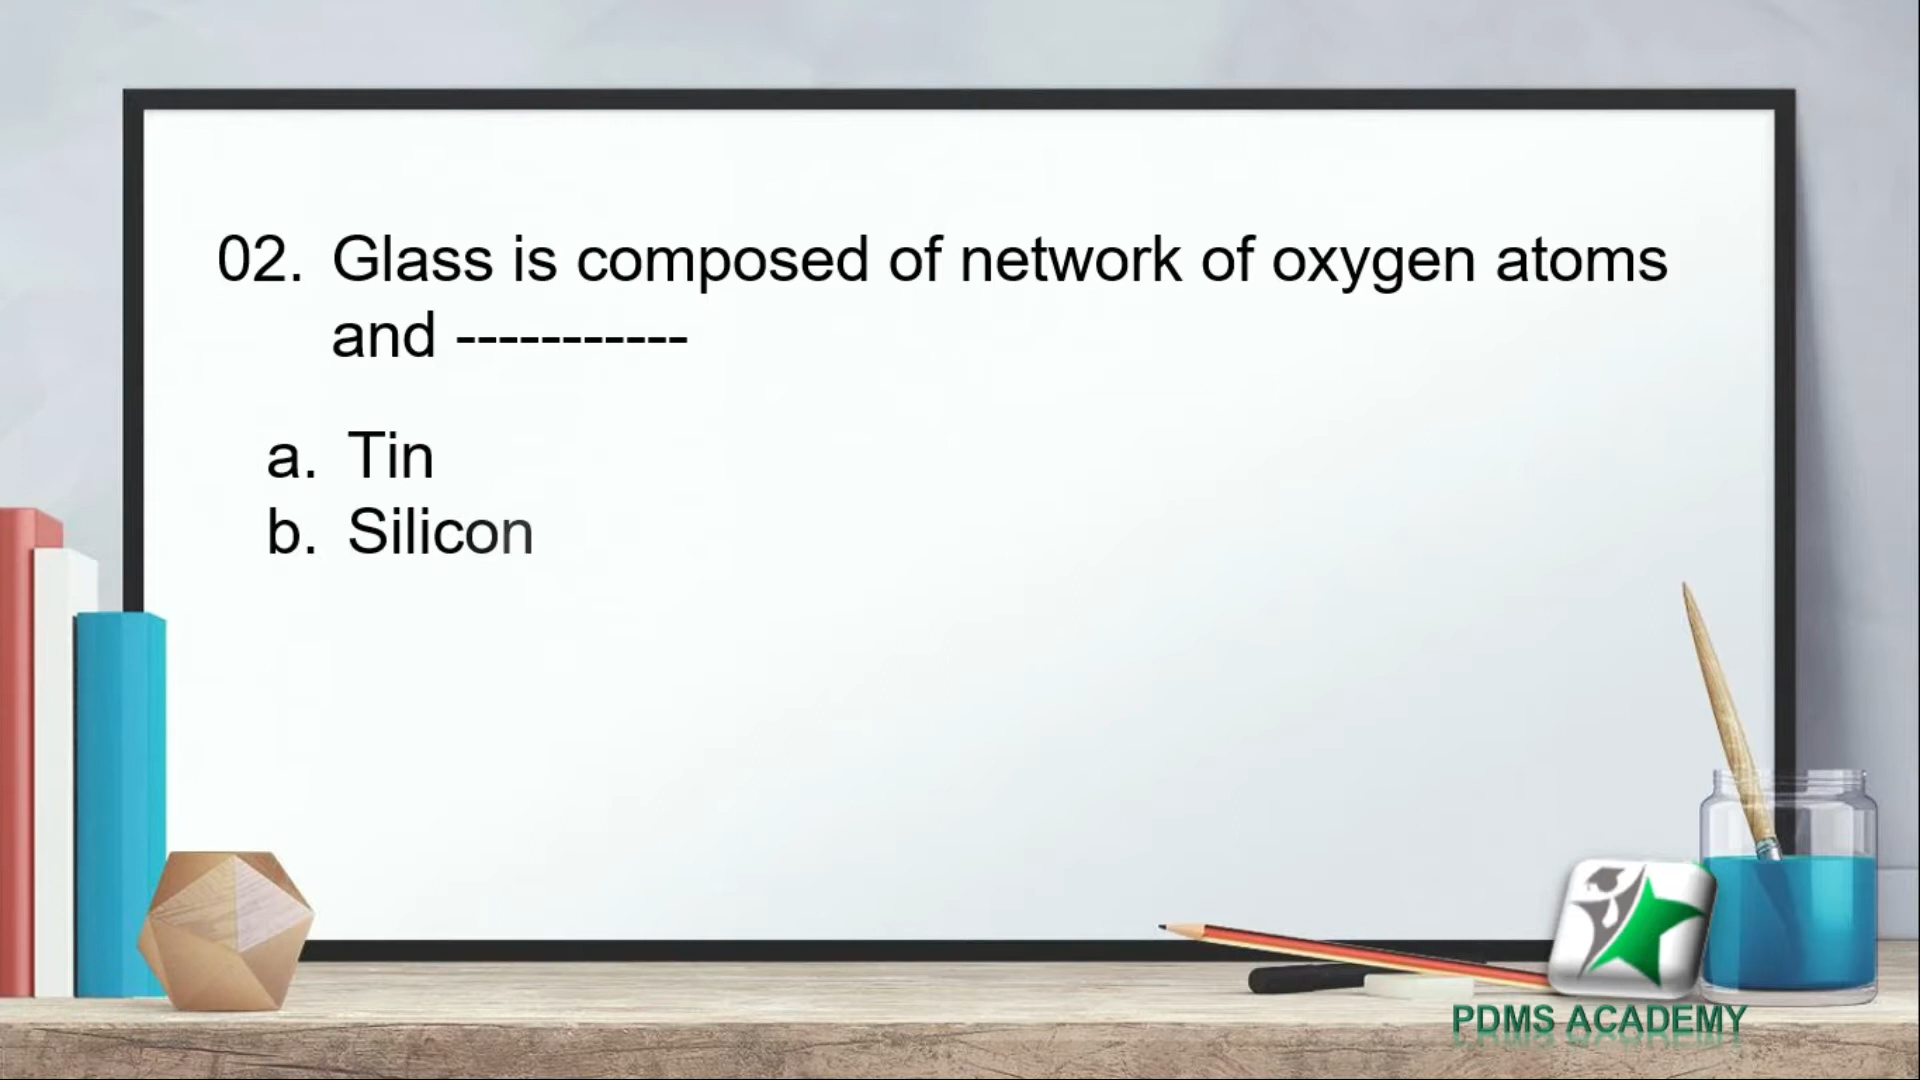 02. Glass is composed of network of oxygen atoms
and -----------
a. Tin
b. Silicon
PDMS ACADEMY